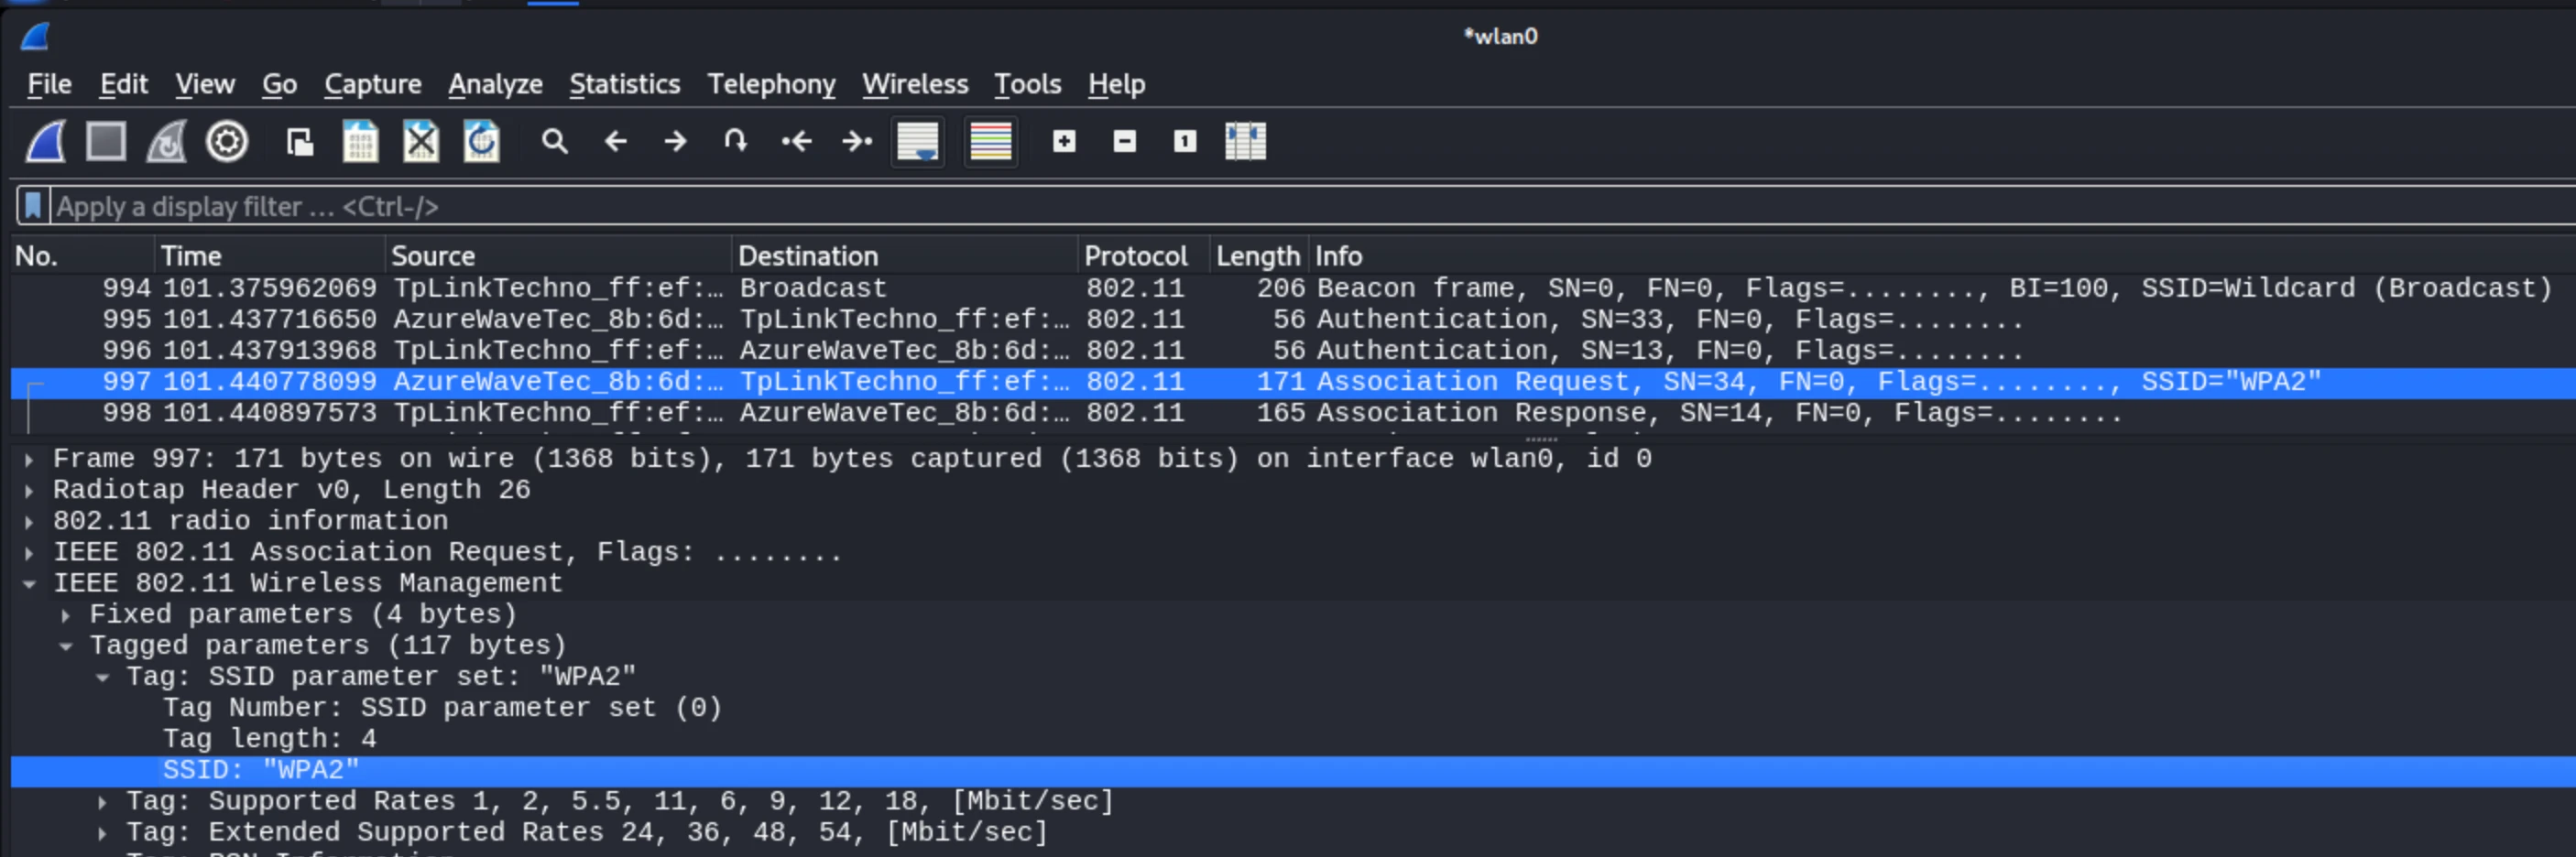 *wlan0
File Edit View Go Capture Analyze Statistics Telephony Wireless Tools Help
Apply a display filter ... <Ctrl-/>
No. Time Source Destination Protocol Length Info
994 101.375962069 TpLinkTechno_ff:ef:… Broadcast 802.11 206 Beacon frame, SN=0, FN=0, Flags=........, BI=100, SSID=Wildcard (Broadcast)
995 101.437716650 AzureWaveTec_8b:6d:… TpLinkTechno_ff:ef:… 802.11 56 Authentication, SN=33, FN=0, Flags=........
996 101.437913968 TpLinkTechno_ff:ef:… AzureWaveTec_8b:6d:… 802.11 56 Authentication, SN=13, FN=0, Flags=........
997 101.440778099 AzureWaveTec_8b:6d:… TpLinkTechno_ff:ef:… 802.11 171 Association Request, SN=34, FN=0, Flags=........, SSID="WPA2"
998 101.440897573 TpLinkTechno_ff:ef:… AzureWaveTec_8b:6d:… 802.11 165 Association Response, SN=14, FN=0, Flags=........
Frame 997: 171 bytes on wire (1368 bits), 171 bytes captured (1368 bits) on interface wlan0, id 0
Radiotap Header v0, Length 26
802.11 radio information
IEEE 802.11 Association Request, Flags: ........
IEEE 802.11 Wireless Management
Fixed parameters (4 bytes)
Tagged parameters (117 bytes)
Tag: SSID parameter set: "WPA2"
Tag Number: SSID parameter set (0)
Tag length: 4
SSID: "WPA2"
Tag: Supported Rates 1, 2, 5.5, 11, 6, 9, 12, 18, [Mbit/sec]
Tag: Extended Supported Rates 24, 36, 48, 54, [Mbit/sec]
Tag: RSN Information